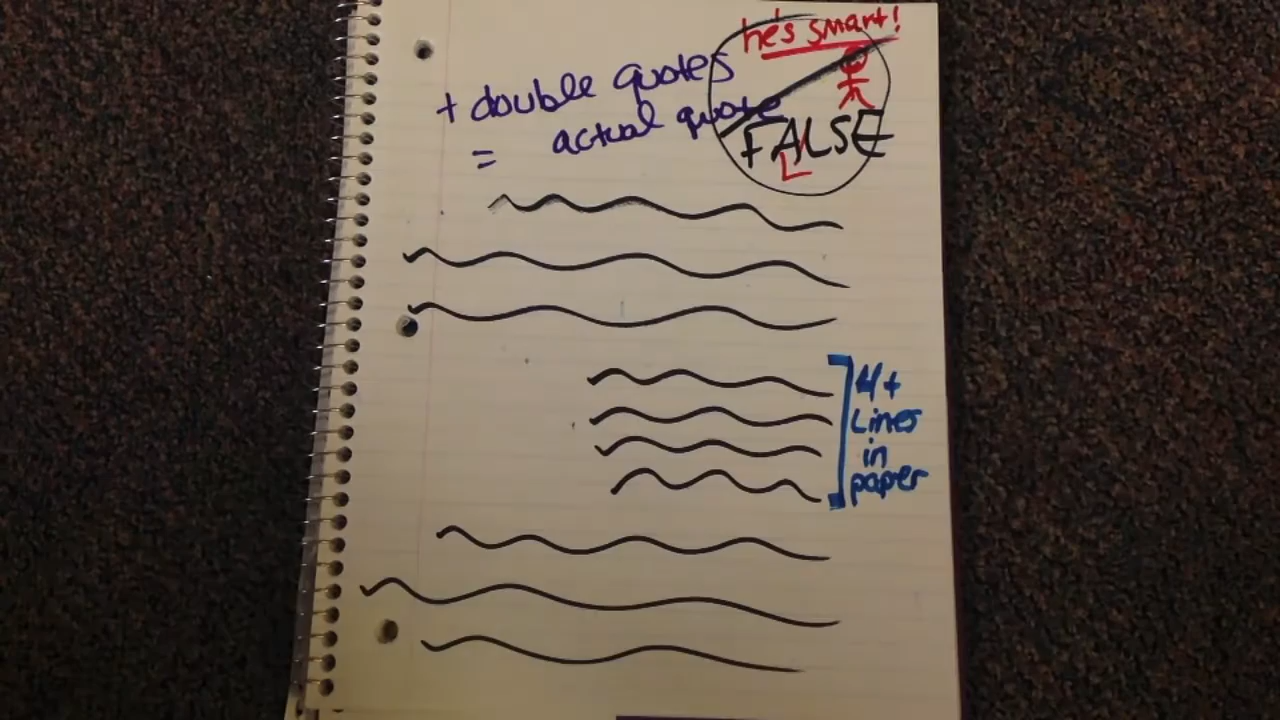 he's smart!
+ double quotes
= actual quote
FALSE
4+
Lines
in
paper